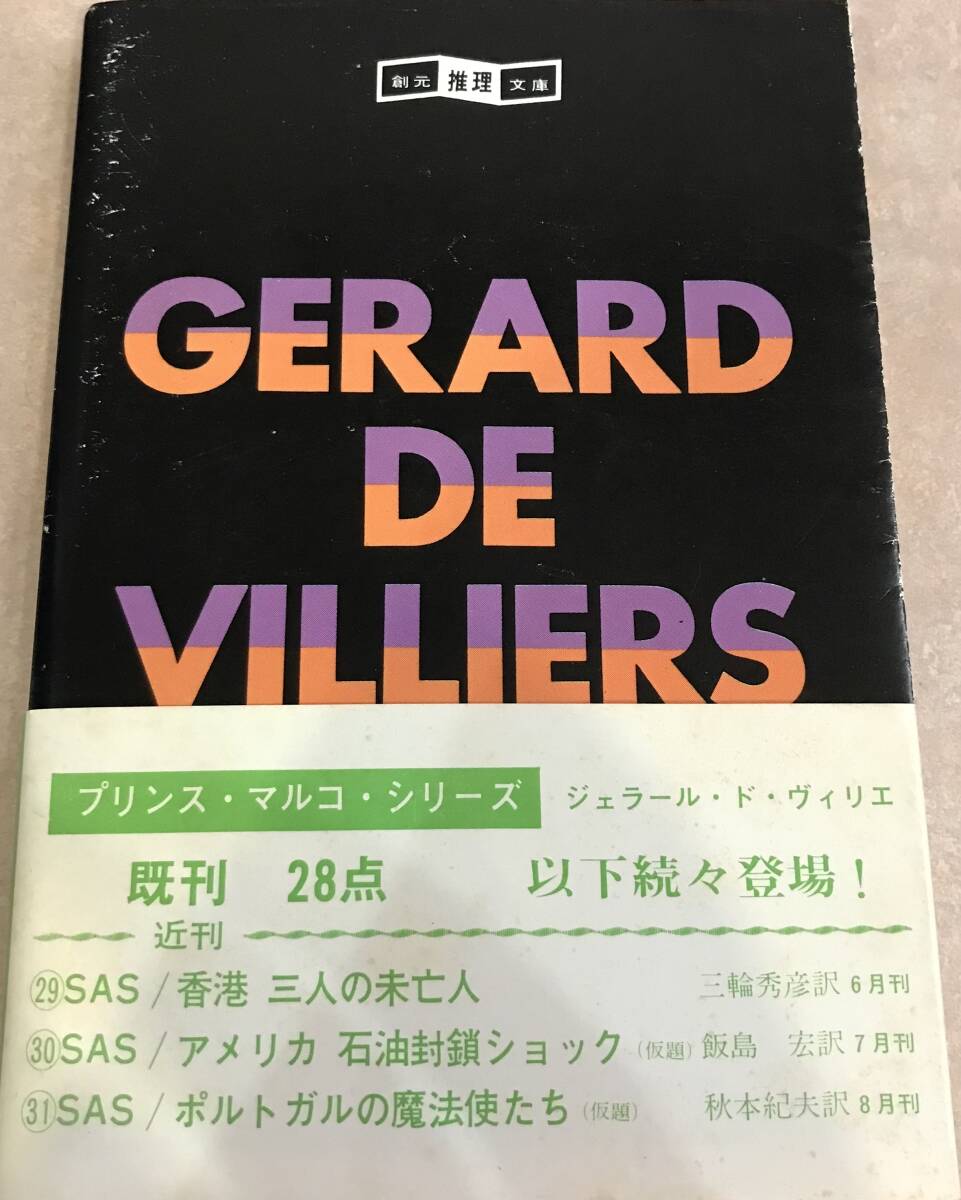 創元 推理 文庫
GERARD
DE
VILLIERS
プリンス・マルコ・シリーズ ジェラール・ド・ヴィリエ
既刊 28点 以下続々登場!
近刊
㉙SAS/香港 三人の未亡人 三輪秀彦訳 6月刊
㉚SAS/アメリカ 石油封鎖ショック(仮題) 飯島 宏訳 7月刊
㉛SAS/ポルトガルの魔法使たち(仮題) 秋本紀夫訳 8月刊